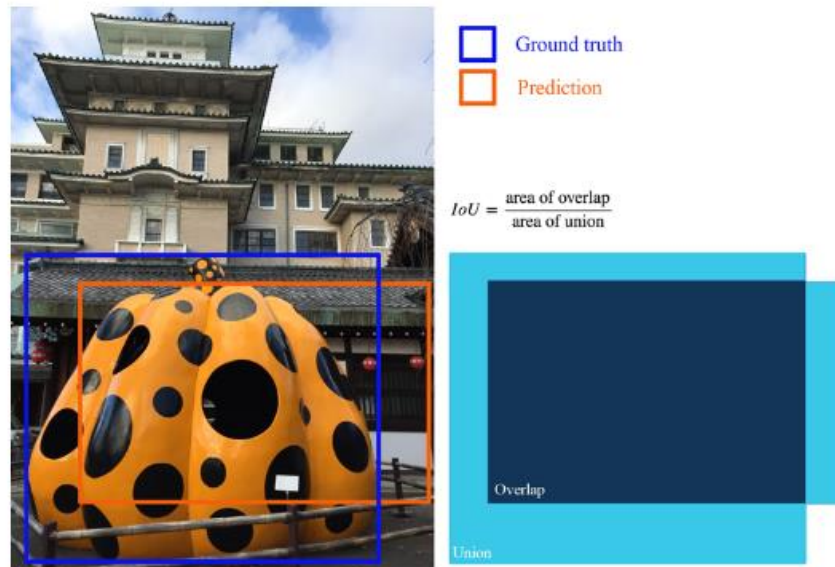 Ground truth
Prediction
IoU = area of overlap / area of union
Overlap
Union